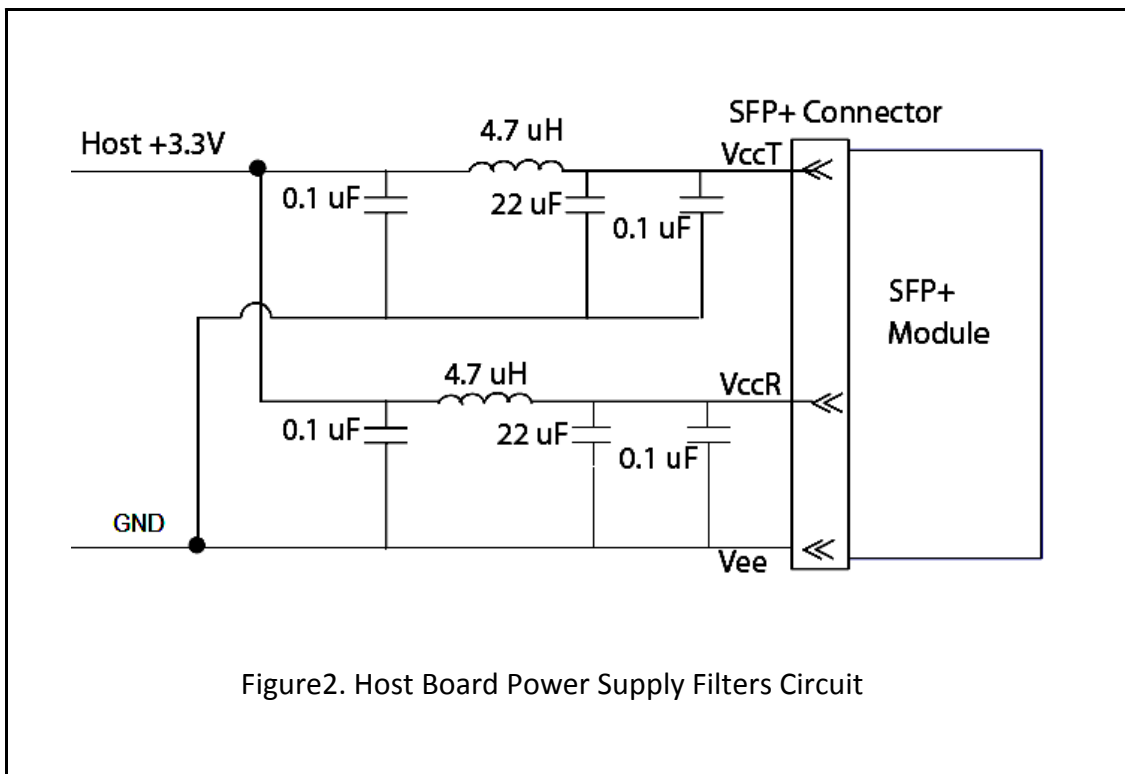 SFP+ Connector
Host +3.3V
4.7 uH
VccT
0.1 uF
22 uF
0.1 uF
SFP+
Module
4.7 uH
VccR
0.1 uF
22 uF
0.1 uF
GND
Vee
Figure2. Host Board Power Supply Filters Circuit